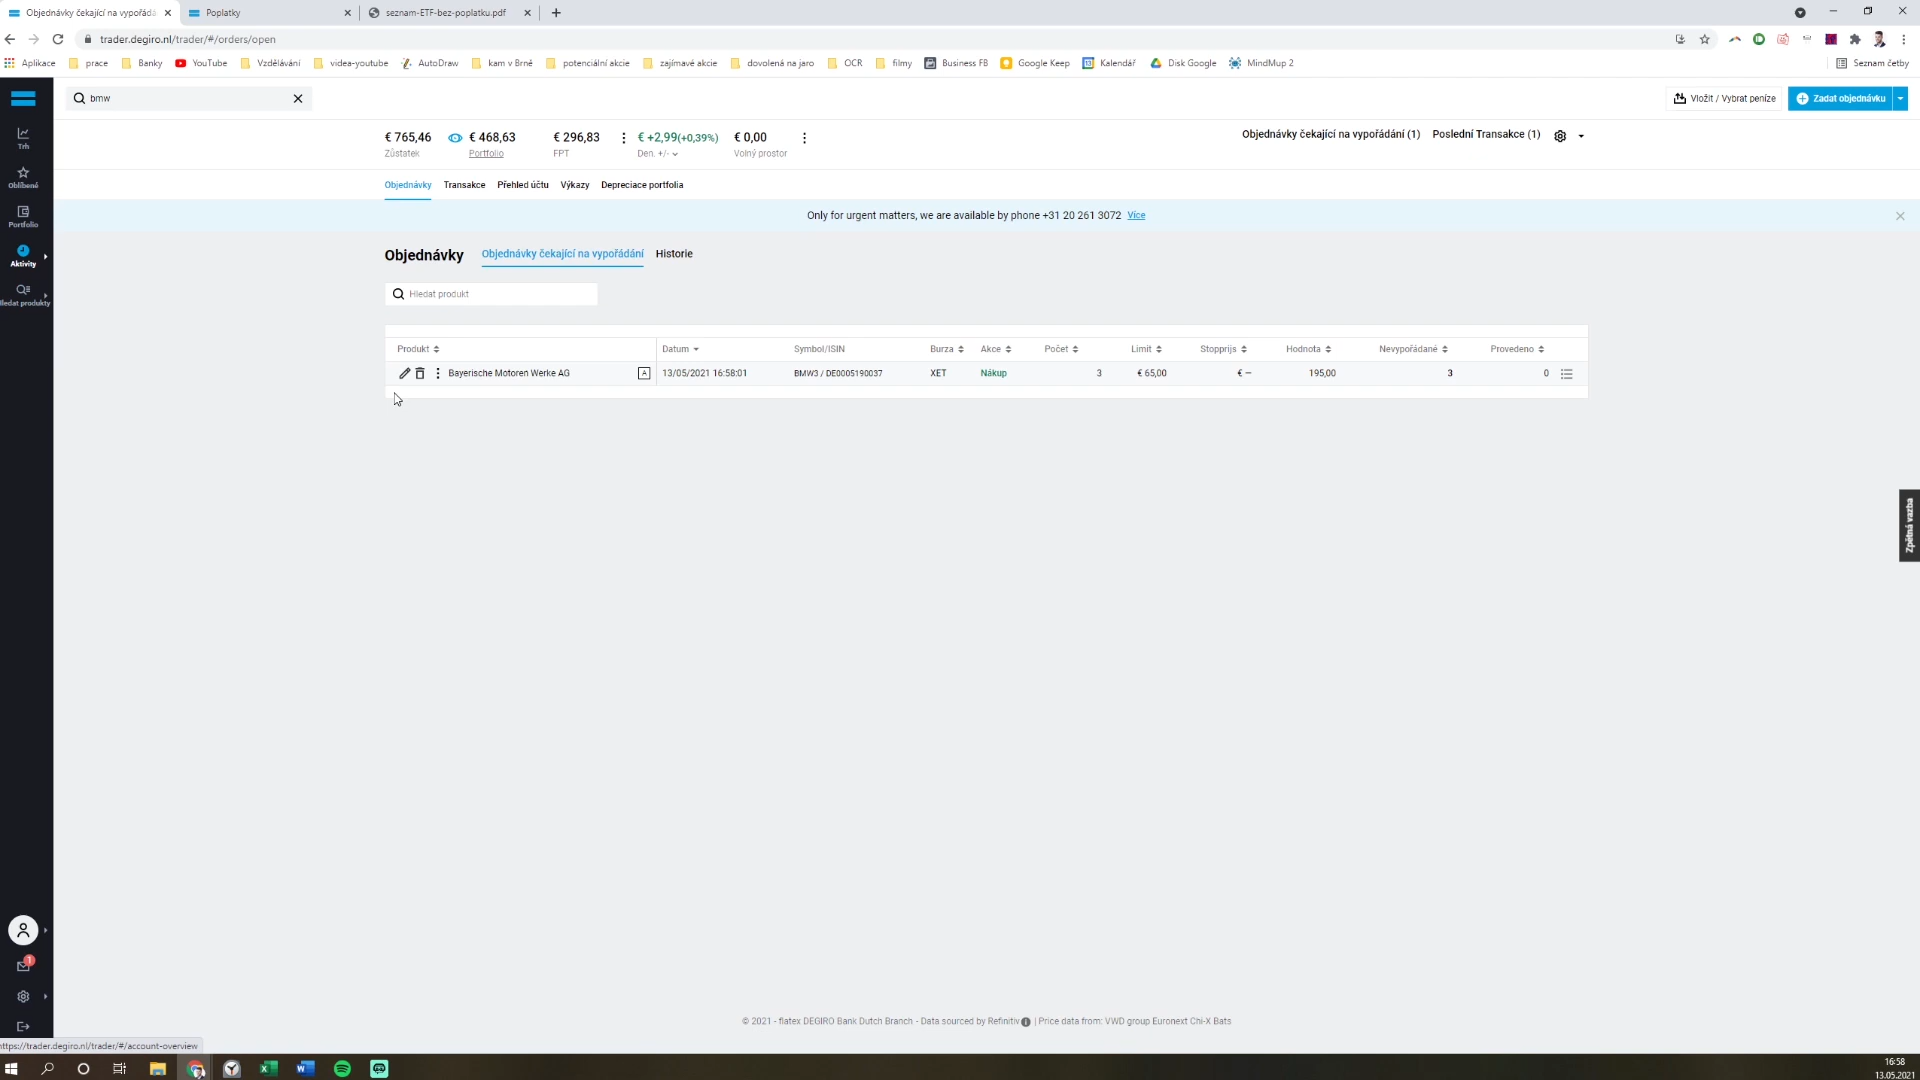 Objednávky čekající na vypořáda
Poplatky
seznam-ETF-bez-poplatku.pdf
trader.degiro.nl/trader/#/orders/open
Aplikace
prace
Banky
YouTube
Vzdělávání
videa-youtube
AutoDraw
kam v Brně
potenciální akcie
zajímavé akcie
dovolená na jaro
OCR
filmy
Business FB
Google Keep
Kalendář
Disk Google
MindMup 2
Seznam četby
bmw
Vložit / Vybrat peníze
Zadat objednávku
€ 765,46
€ 468,63
€ 296,83
€ +2,99(+0,39%)
€ 0,00
Zůstatek
Portfolio
FPT
Den. +/-
Volný prostor
Objednávky čekající na vypořádání (1)
Poslední Transakce (1)
Trh
Oblíbené
Portfolio
Aktivity
Hledat produkty
Objednávky
Transakce
Přehled účtu
Výkazy
Depreciace portfolia
Only for urgent matters, we are available by phone +31 20 261 3072 Více
Objednávky
Objednávky čekající na vypořádání
Historie
Hledat produkt
Produkt
Datum
Symbol/ISIN
Burza
Akce
Počet
Limit
Stopprijs
Hodnota
Nevypořádané
Provedeno
Bayerische Motoren Werke AG
A
13/05/2021 16:58:01
BMW3 / DE0005190037
XET
Nákup
3
€ 65,00
€ —
195,00
3
0
Zpětná vazba
1
© 2021 - flatex DEGIRO Bank Dutch Branch - Data sourced by Refinitiv | Price data from: VWD group Euronext Chi-X Bats
https://trader.degiro.nl/trader/#/account-overview
16:58
13.05.2021